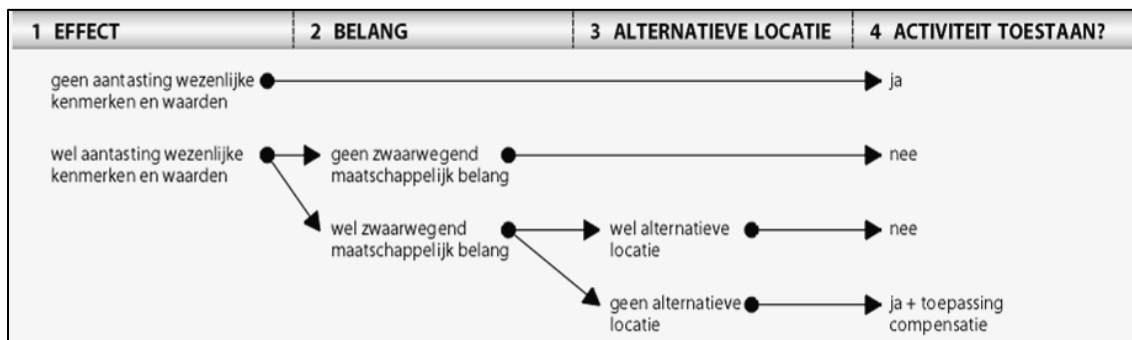 1 EFFECT
2 BELANG
3 ALTERNATIEVE LOCATIE
4 ACTIVITEIT TOESTAAN?
geen aantasting wezenlijke
kenmerken en waarden
ja
wel aantasting wezenlijke
kenmerken en waarden
geen zwaarwegend
maatschappelijk belang
nee
wel zwaarwegend
maatschappelijk belang
wel alternatieve
locatie
nee
geen alternatieve
locatie
ja + toepassing
compensatie